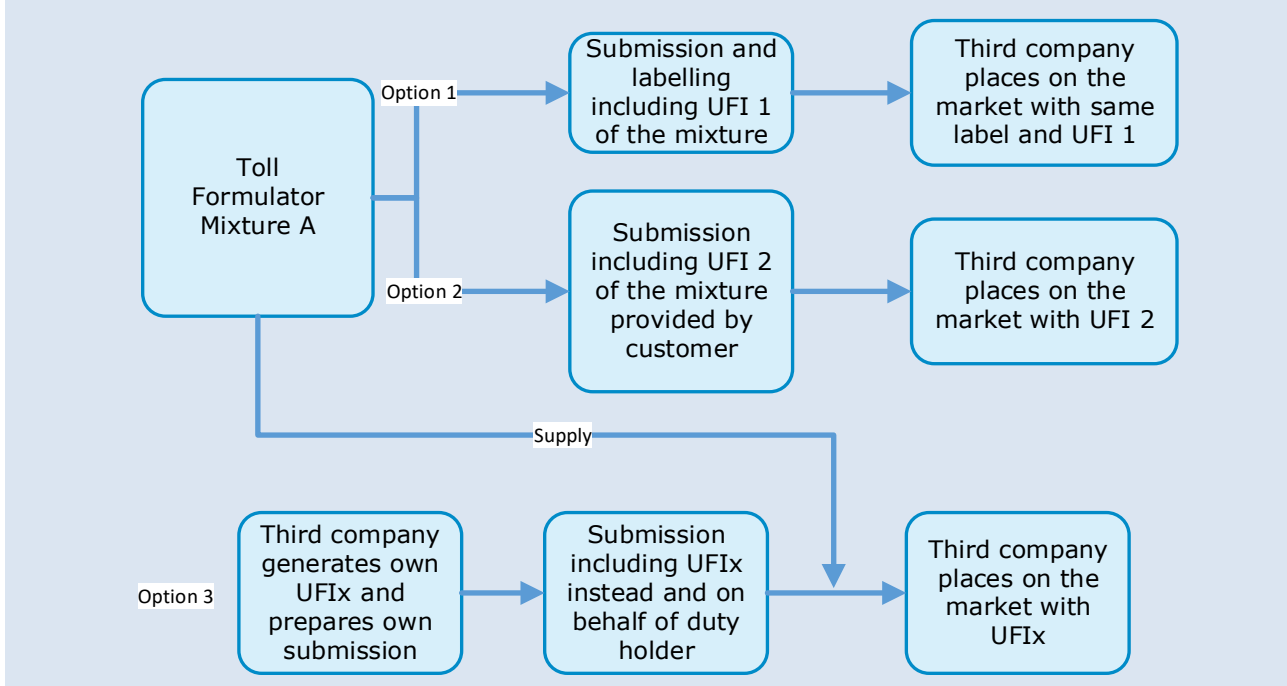 Toll
Formulator
Mixture A
Option 1
Submission and
labelling
including UFI 1
of the mixture
Third company
places on the
market with same
label and UFI 1
Option 2
Submission
including UFI 2
of the mixture
provided by
customer
Third company
places on the
market with UFI 2
Supply
Option 3
Third company
generates own
UFIx and
prepares own
submission
Submission
including UFIx
instead and on
behalf of duty
holder
Third company
places on the
market with
UFIx